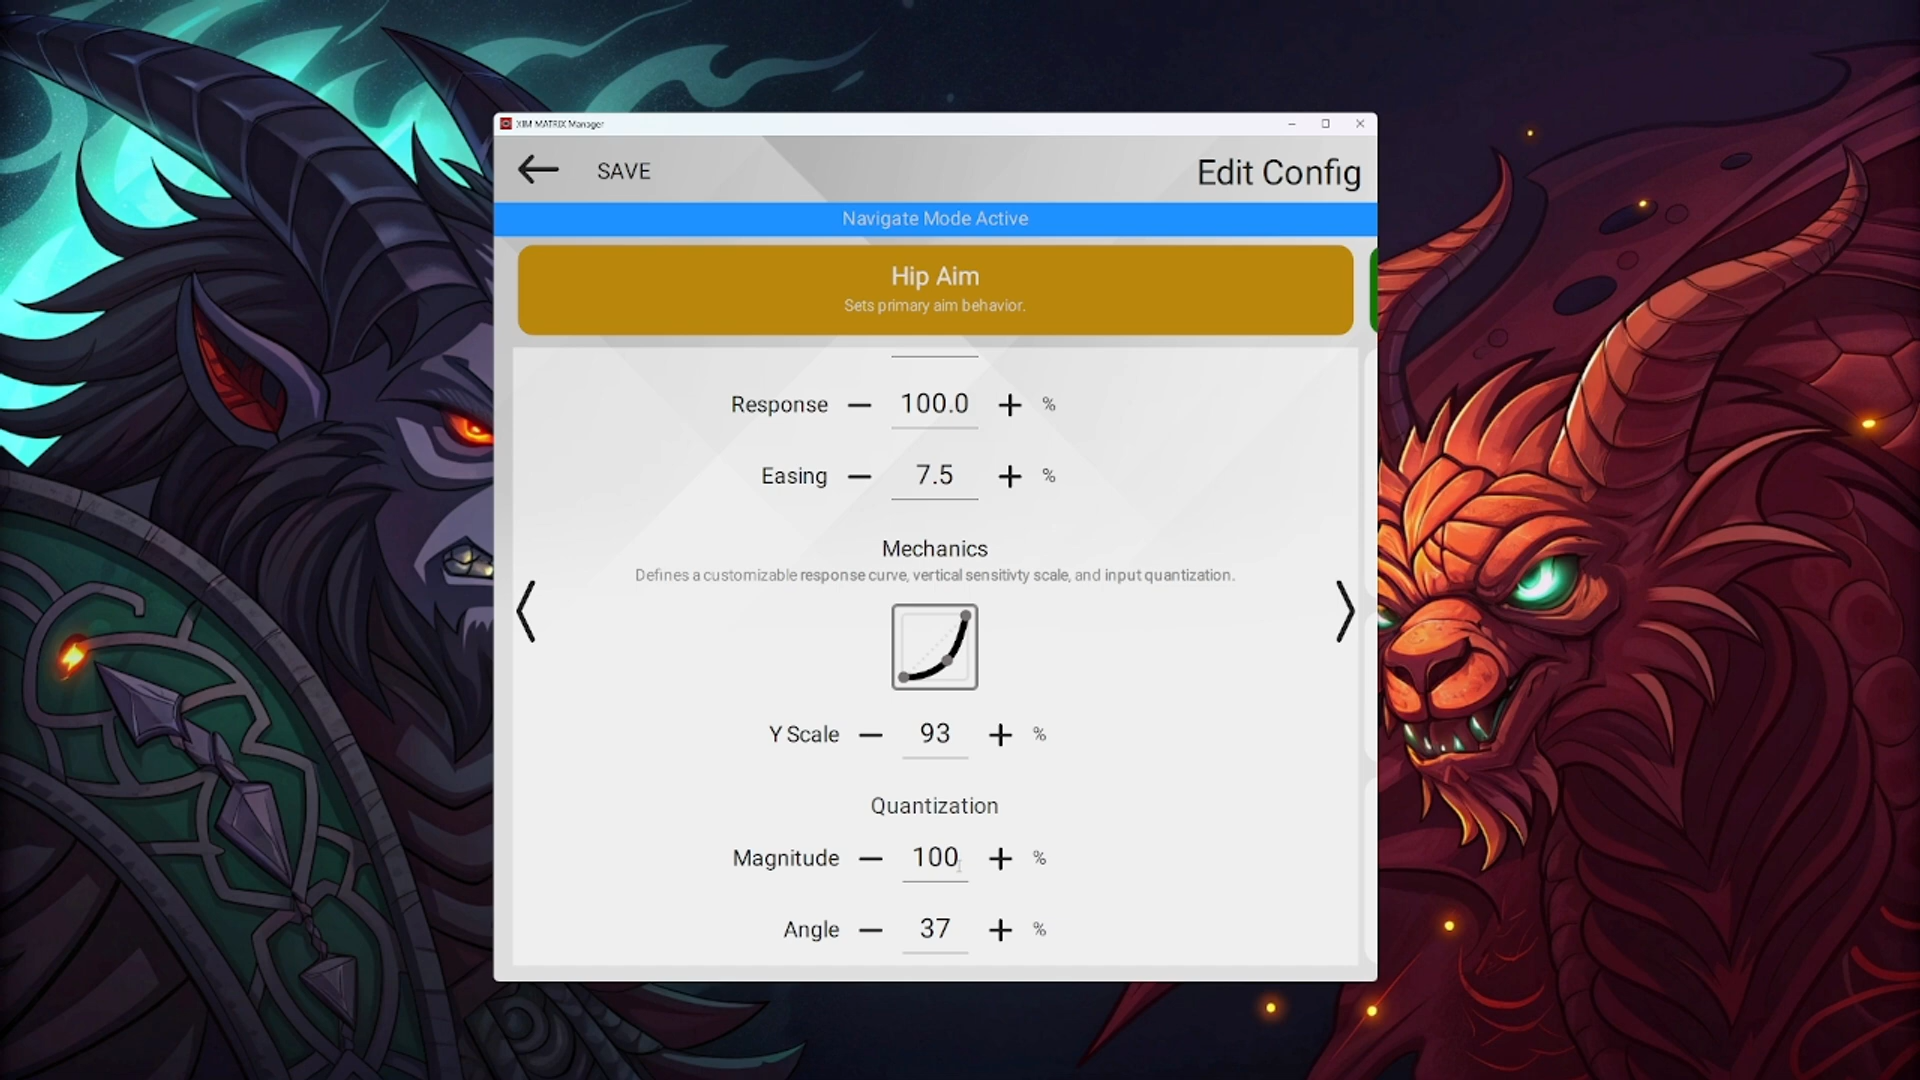 XIM MATRIX Manager
SAVE
Edit Config
Navigate Mode Active
Hip Aim
Sets primary aim behavior.
Response — 100.0 + %
Easing — 7.5 + %
Mechanics
Defines a customizable response curve, vertical sensitivty scale, and input quantization.
Y Scale — 93 + %
Quantization
Magnitude — 100 + %
Angle — 37 + %